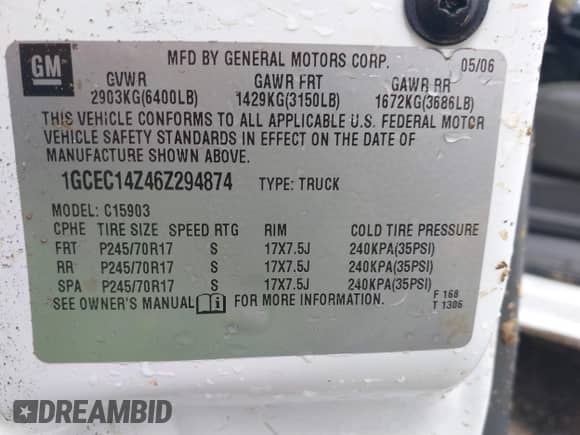 GM
MFD BY GENERAL MOTORS CORP. 05/06
GVWR GAWR FRT GAWR RR
2903KG(6400LB) 1429KG(3150LB) 1672KG(3686LB)
THIS VEHICLE CONFORMS TO ALL APPLICABLE U.S. FEDERAL MOTOR
VEHICLE SAFETY STANDARDS IN EFFECT ON THE DATE OF
MANUFACTURE SHOWN ABOVE.
1GCEC14Z46Z294874 TYPE: TRUCK
MODEL: C15903
CPHE TIRE SIZE SPEED RTG RIM COLD TIRE PRESSURE
FRT P245/70R17 S 17X7.5J 240KPA(35PSI)
RR P245/70R17 S 17X7.5J 240KPA(35PSI)
SPA P245/70R17 S 17X7.5J 240KPA(35PSI)
SEE OWNER'S MANUAL i FOR MORE INFORMATION.
F 168
T 1306
DREAMBID